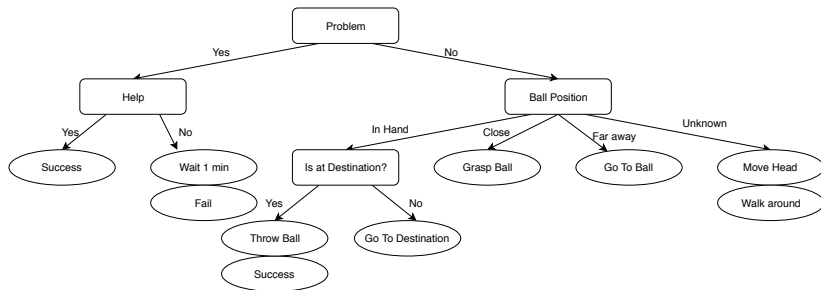 Problem
Yes
No
Help
Ball Position
Yes
No
In Hand
Close
Far away
Unknown
Success
Wait 1 min
Is at Destination?
Grasp Ball
Go To Ball
Move Head
Fail
Walk around
Yes
No
Throw Ball
Go To Destination
Success